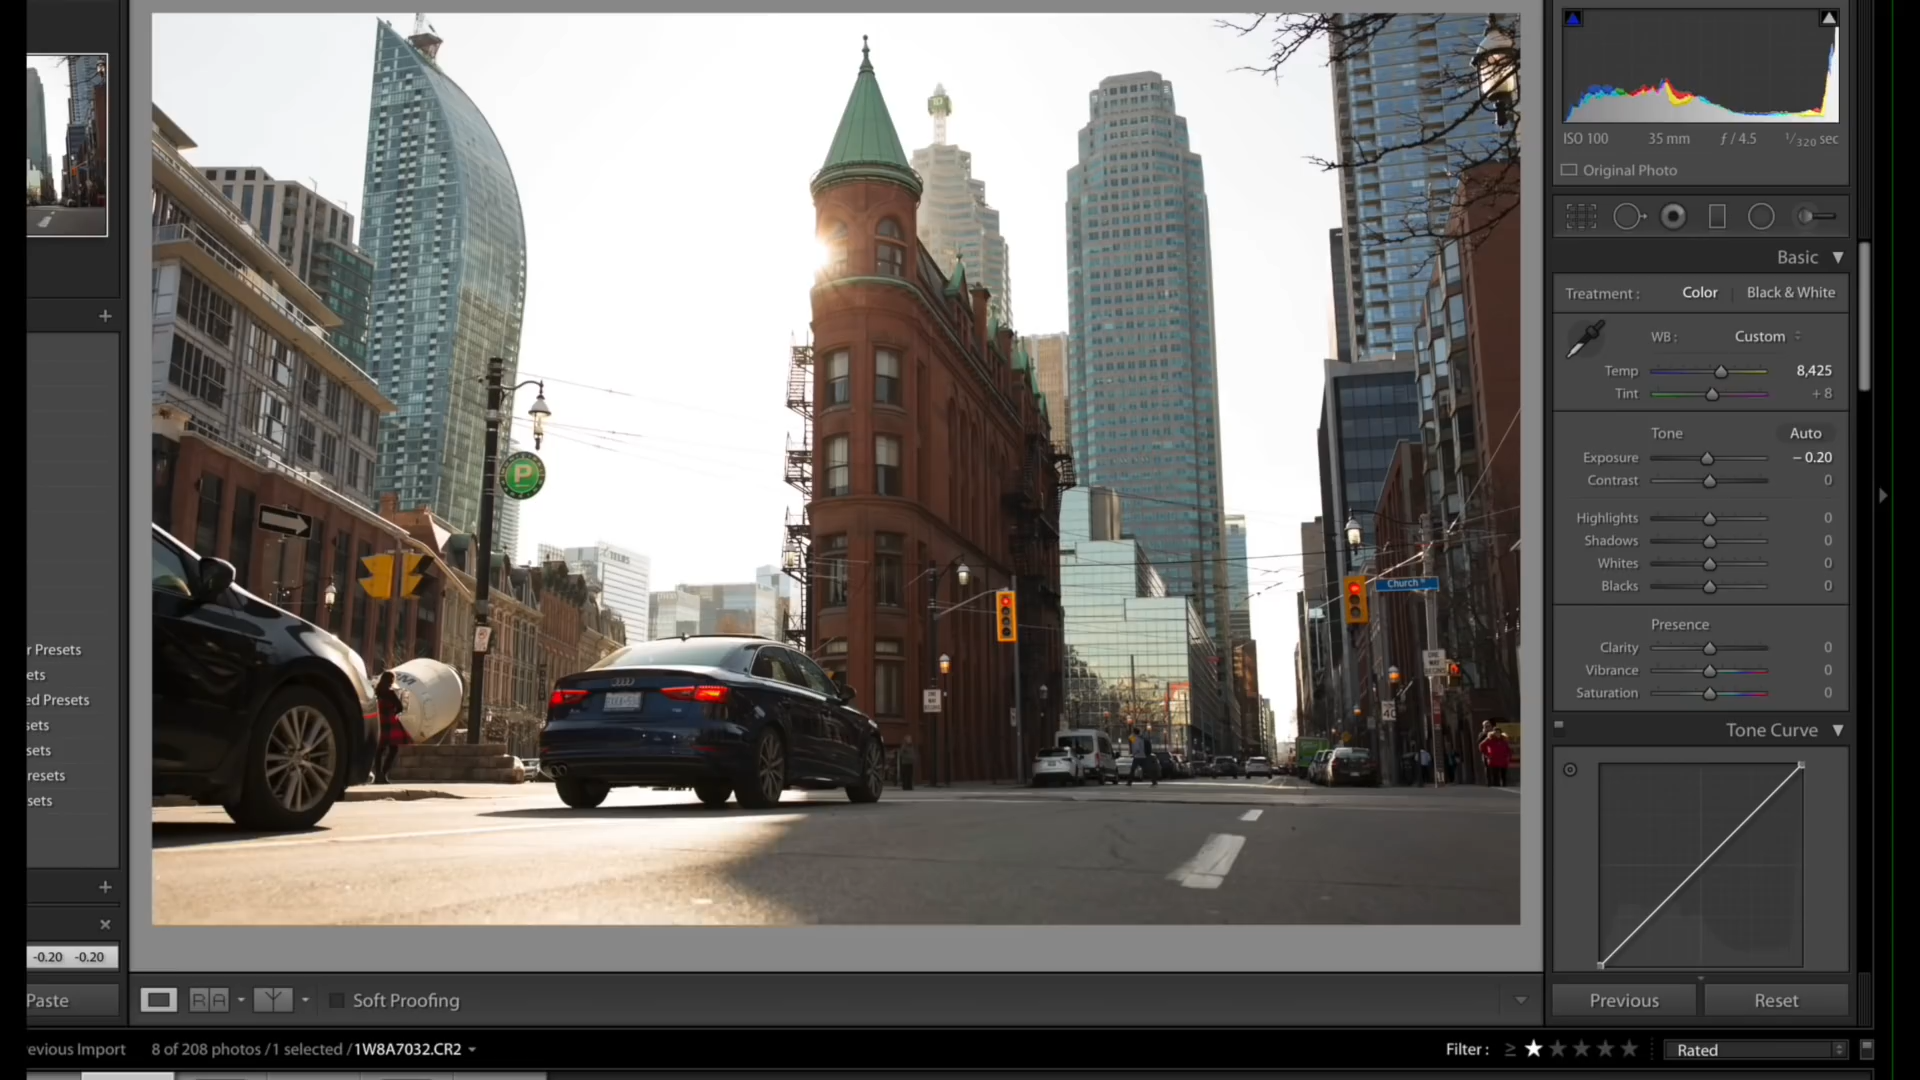 ISO 100 35 mm ƒ / 4.5 1/320 sec
Original Photo
Basic
Treatment : Color Black & White
WB : Custom
Temp 8,425
Tint + 8
Tone Auto
Exposure – 0.20
Contrast 0
Highlights 0
Shadows 0
Whites 0
Blacks 0
Presence
Clarity 0
Vibrance 0
Saturation 0
Tone Curve
Previous Reset
P
Church
ONE WAY
40
r Presets
ets
ed Presets
sets
sets
resets
sets
-0.20 -0.20
Paste
R A Y Soft Proofing
evious Import 8 of 208 photos / 1 selected / 1W8A7032.CR2
Filter : ≥ Rated